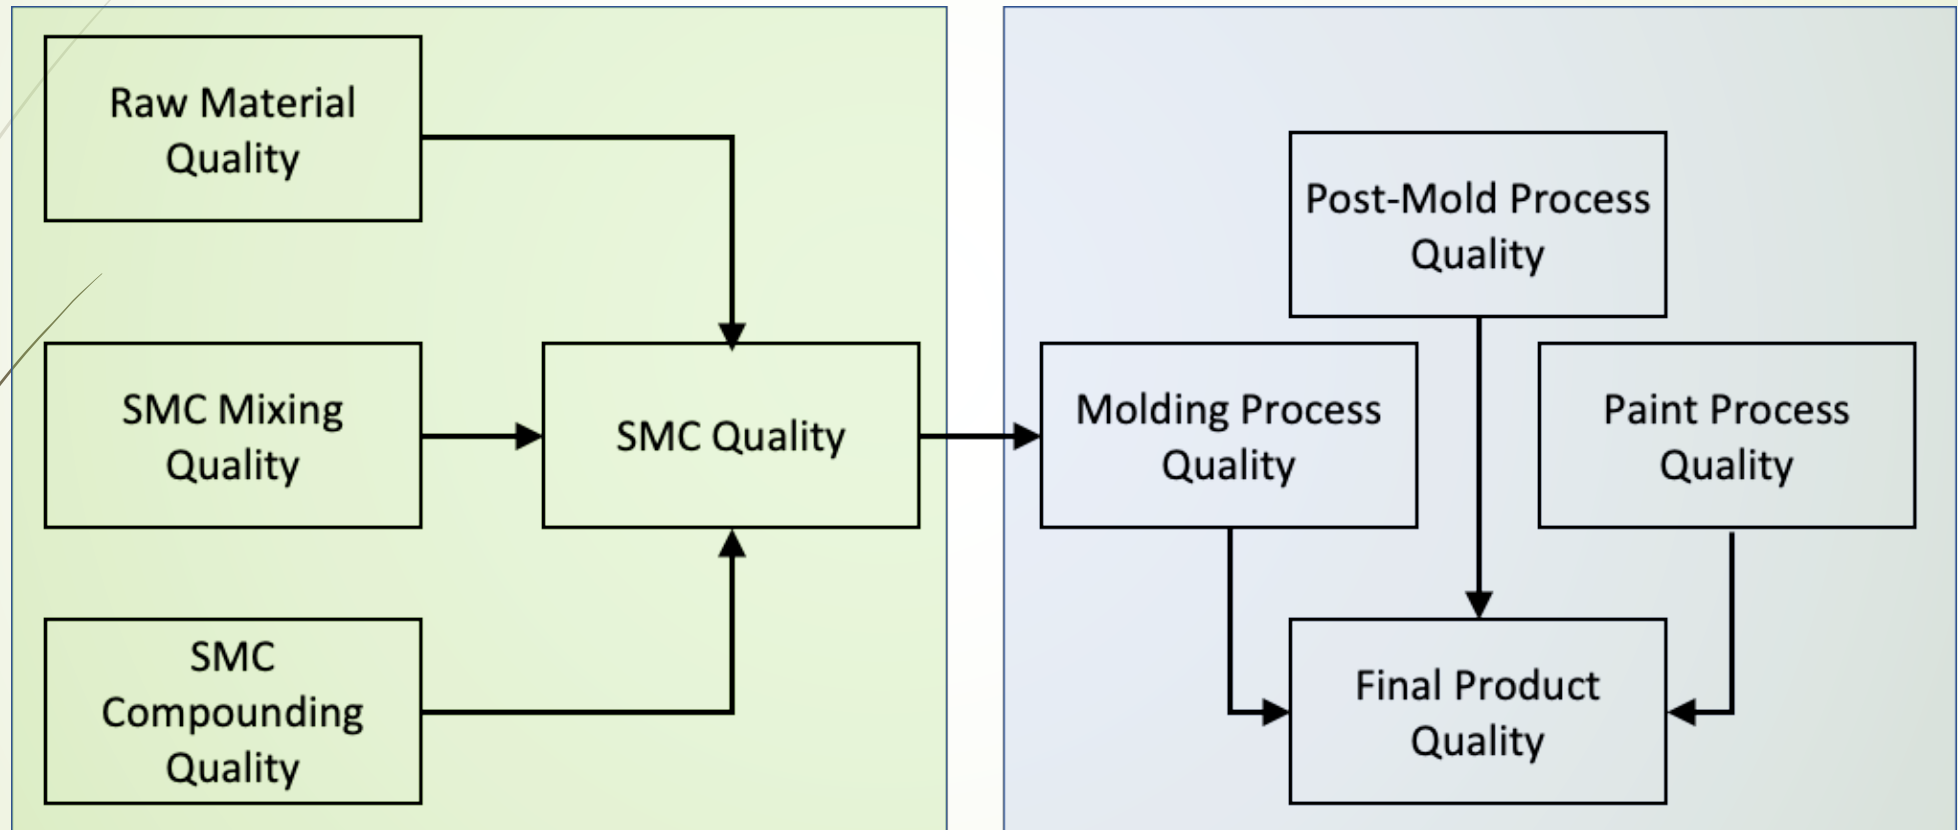 Raw Material
Quality
SMC Mixing
Quality
SMC
Compounding
Quality
SMC Quality
Post-Mold Process
Quality
Molding Process
Quality
Paint Process
Quality
Final Product
Quality